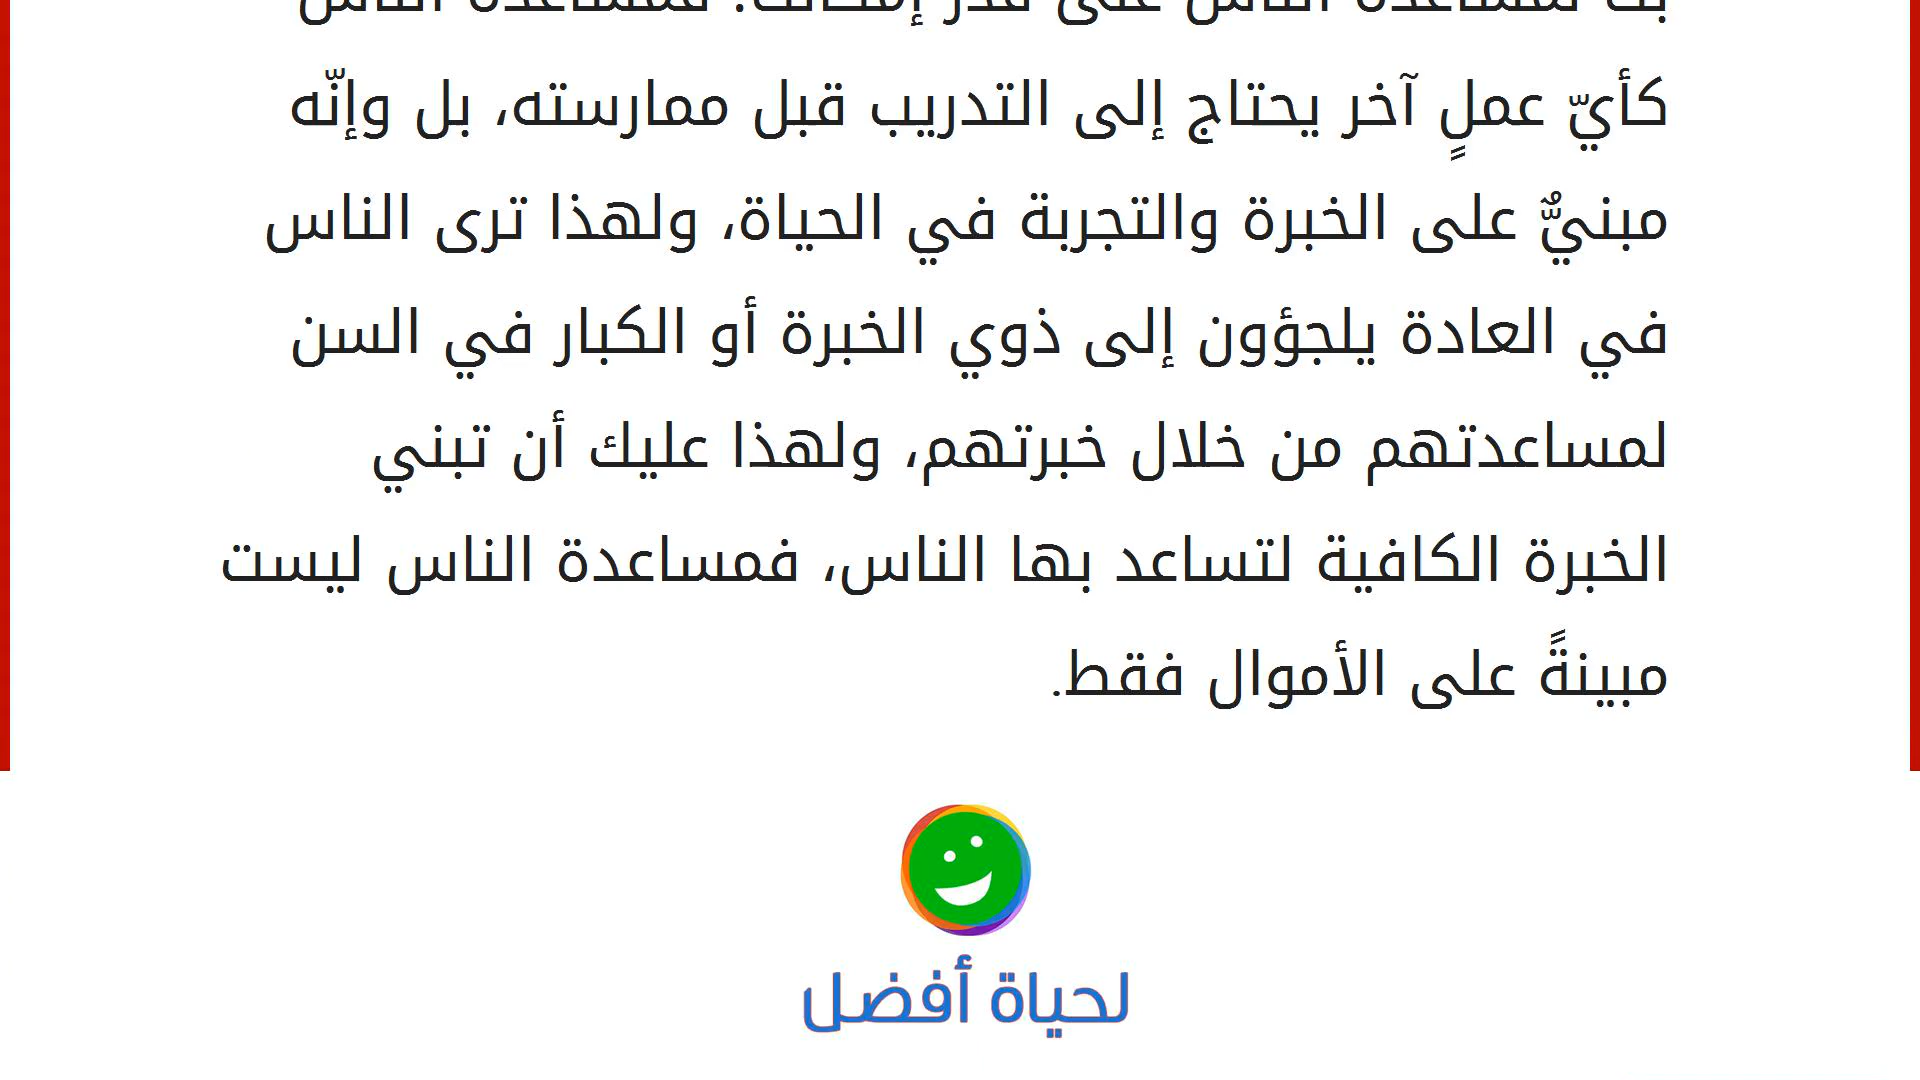 كأيّ عملٍ آخر يحتاج إلى التدريب قبل ممارسته، بل وإنّه
مبنيٌّ على الخبرة والتجربة في الحياة، ولهذا ترى الناس
في العادة يلجؤون إلى ذوي الخبرة أو الكبار في السن
لمساعدتهم من خلال خبرتهم، ولهذا عليك أن تبني
الخبرة الكافية لتساعد بها الناس، فمساعدة الناس ليست
مبينةً على الأموال فقط.
لحياة أفضل